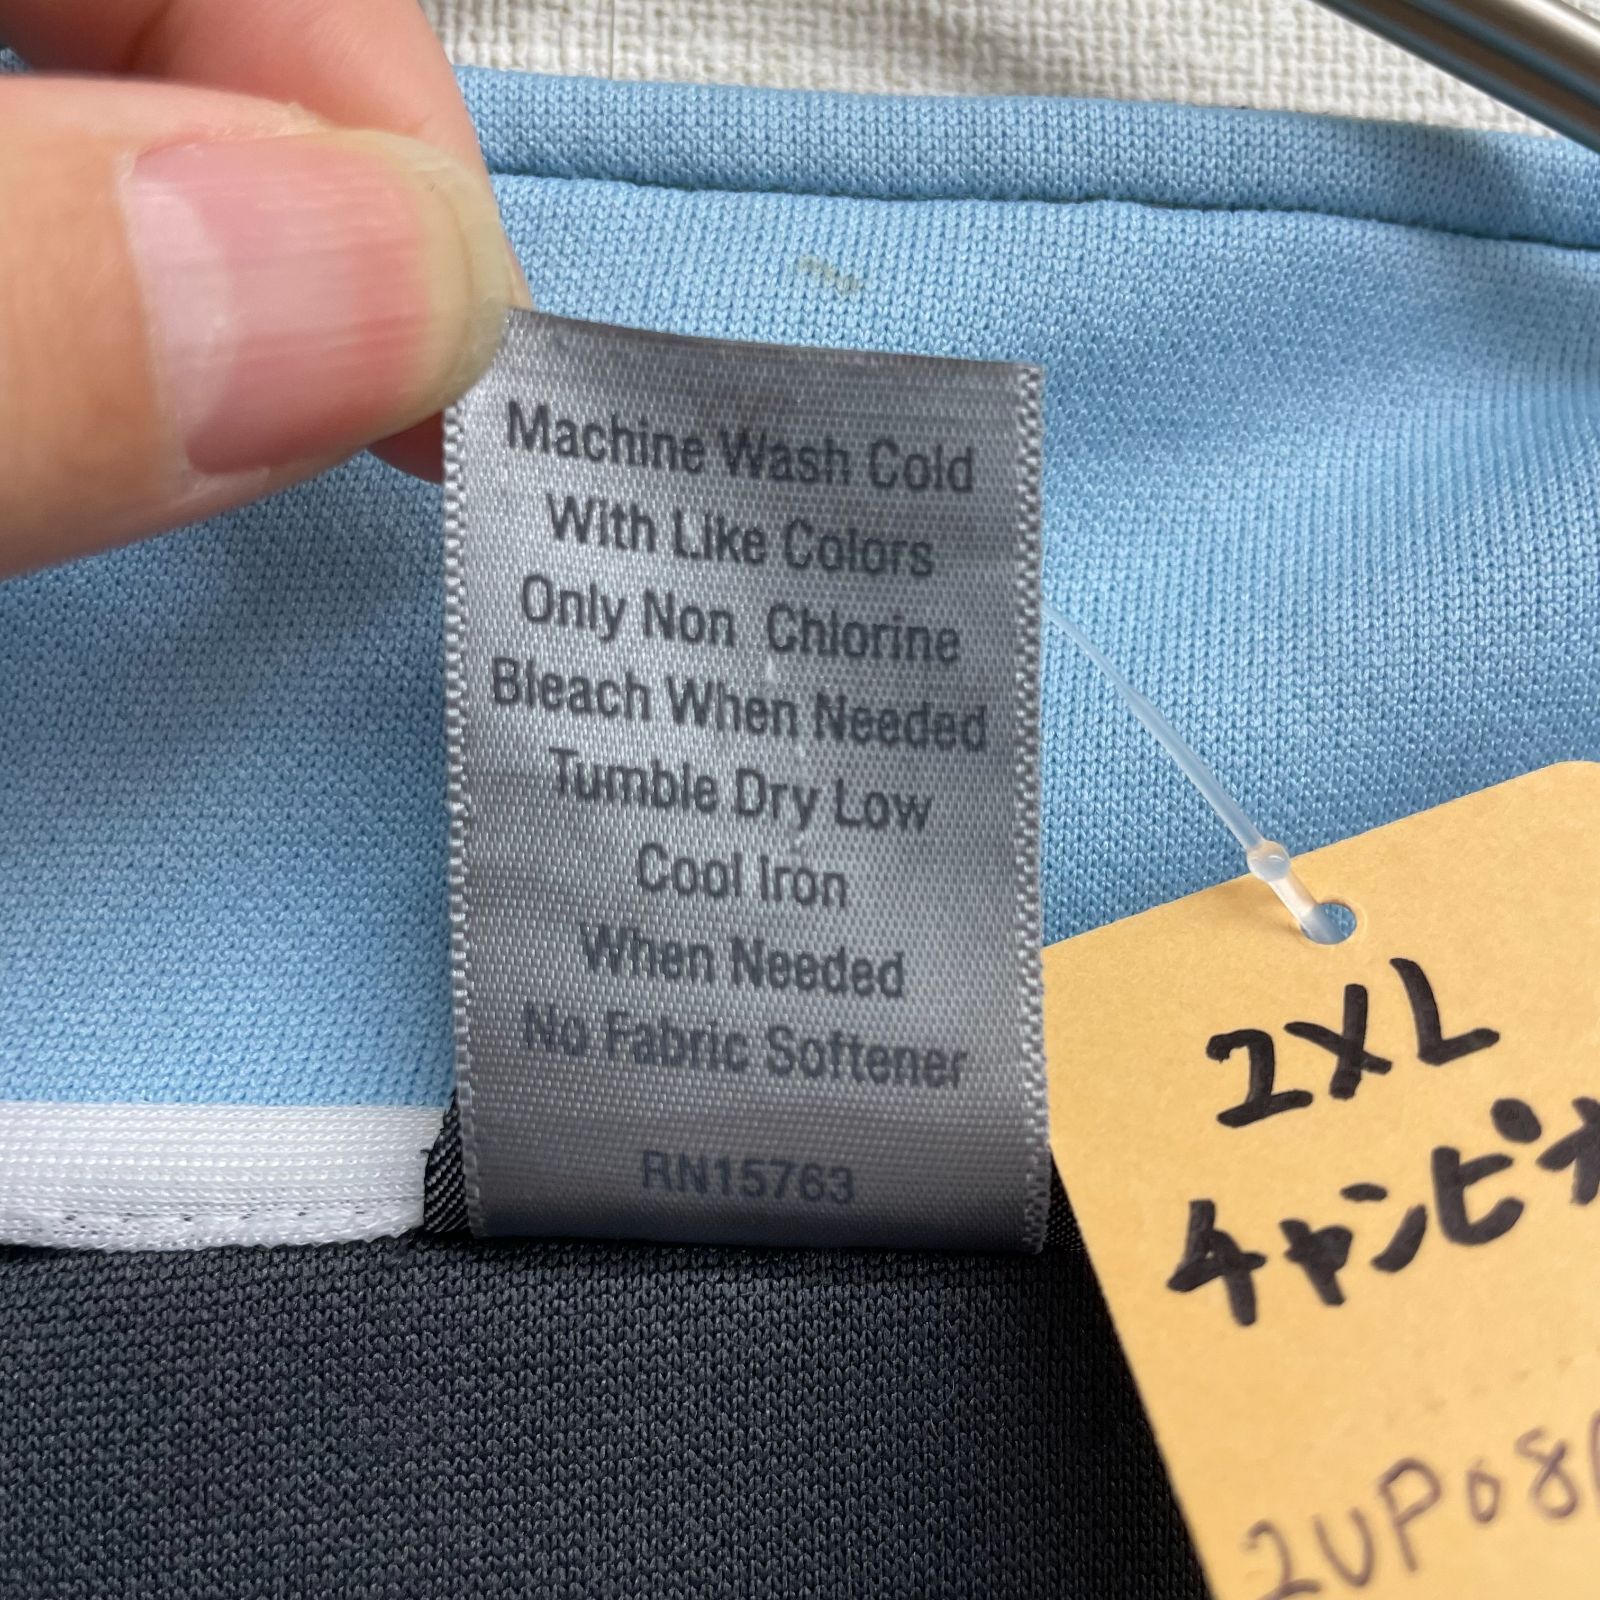 Machine Wash Cold
With Like Colors
Only Non Chlorine
Bleach When Needed
Tumble Dry Low
Cool Iron
When Needed
No Fabric Softener
RN15763
2XL
チャンピオ
2UP08